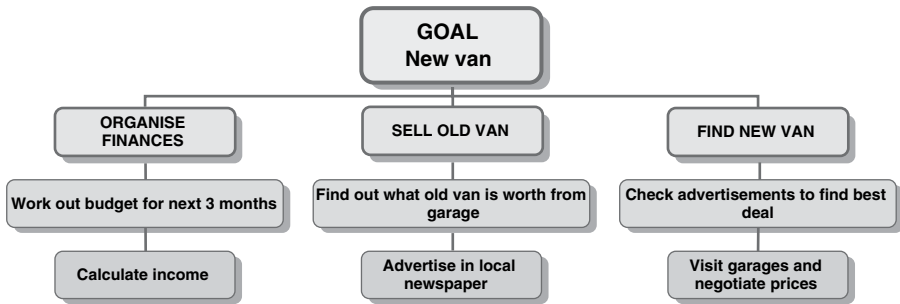 GOAL
New van
ORGANISE
FINANCES
SELL OLD VAN
FIND NEW VAN
Work out budget for next 3 months
Find out what old van is worth from
garage
Check advertisements to find best
deal
Calculate income
Advertise in local
newspaper
Visit garages and
negotiate prices